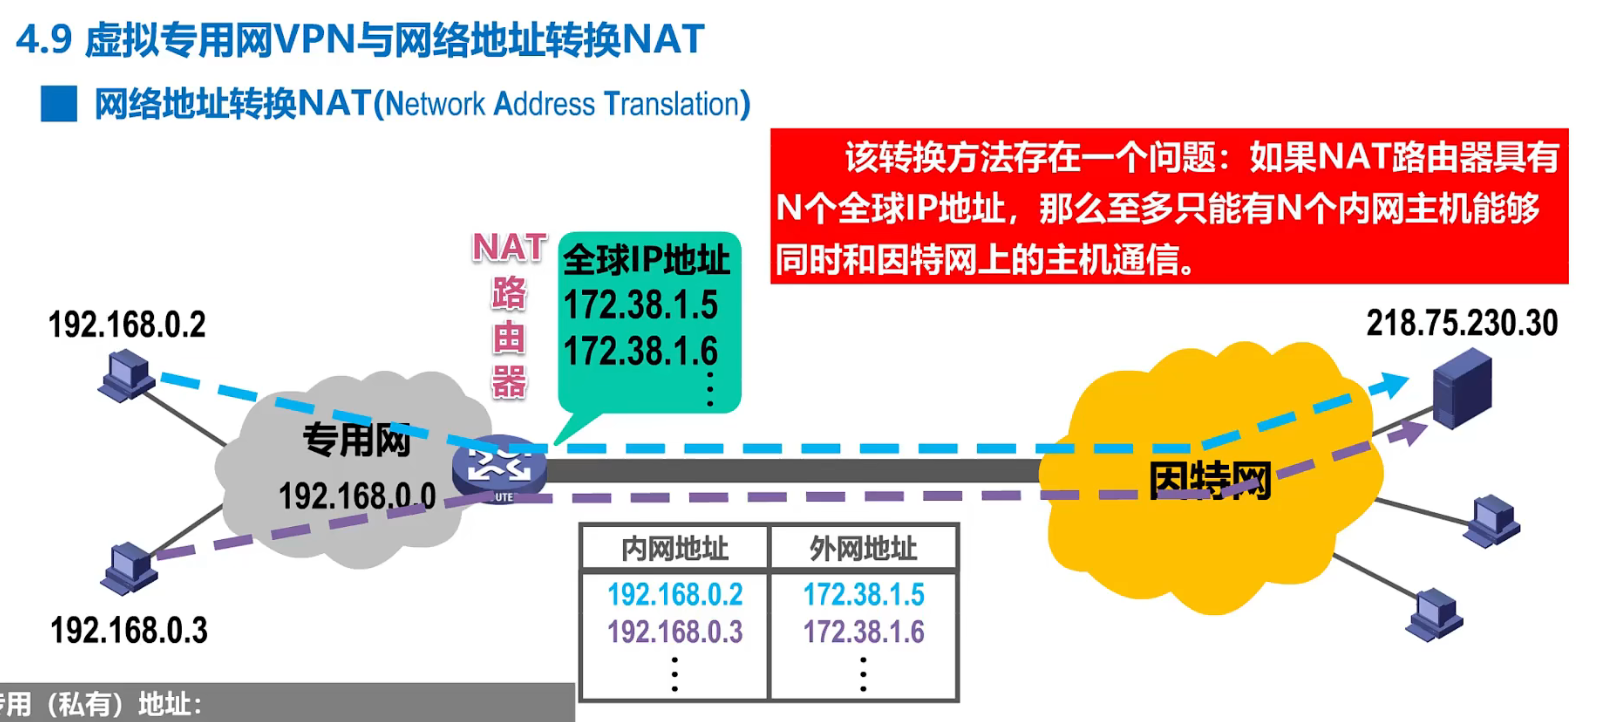 4.9 虚拟专用网VPN与网络地址转换NAT
网络地址转换NAT(Network Address Translation)
该转换方法存在一个问题：如果NAT路由器具有
N个全球IP地址，那么至多只能有N个内网主机能够
同时和因特网上的主机通信。
NAT
路
由
器
全球IP地址
172.38.1.5
172.38.1.6
⋮
192.168.0.2
218.75.230.30
专用网
192.168.0.0
因特网
192.168.0.3
内网地址 外网地址
192.168.0.2 172.38.1.5
192.168.0.3 172.38.1.6
⋮ ⋮
用（私有）地址：